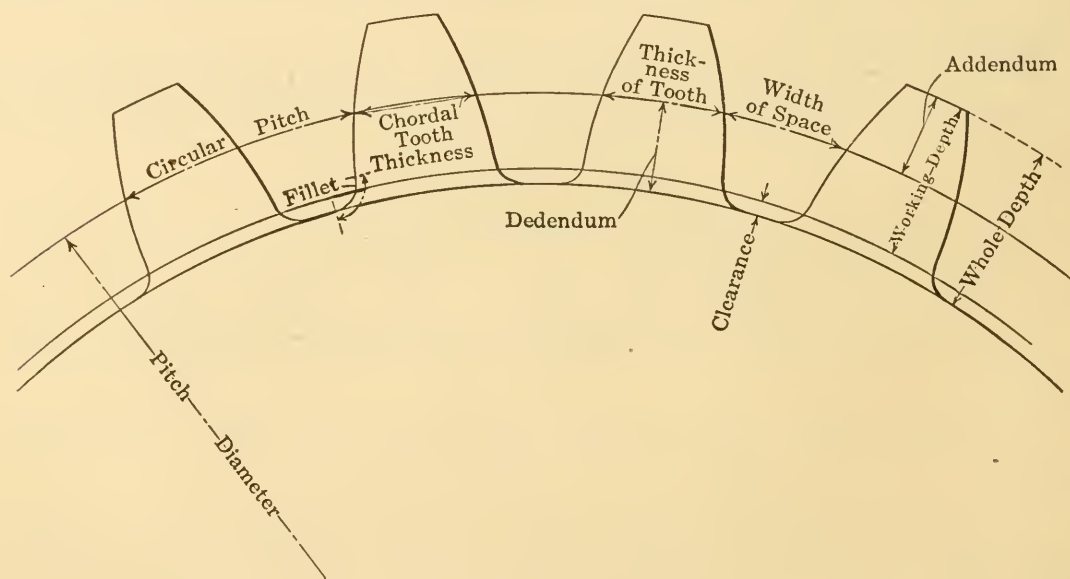 Circular Pitch
Chordal
Tooth
Thickness
Fillet
Thick-
ness
of Tooth
Dedendum
Width
of Space
Clearance
Addendum
Working-Depth
Whole Depth
Pitch Diameter